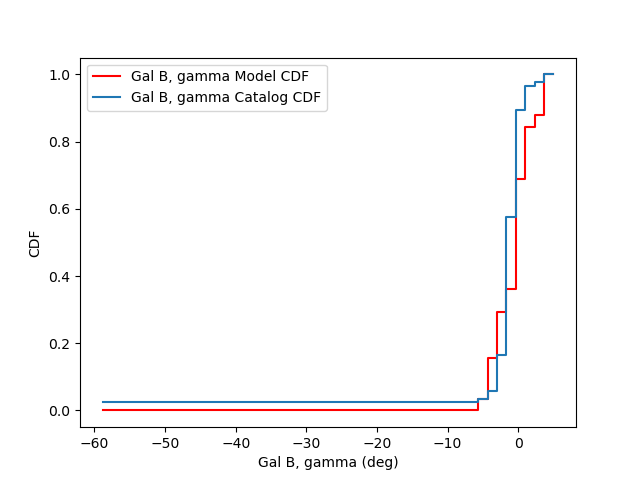 Gal B, gamma Model CDF
Gal B, gamma Catalog CDF
1.0
0.8
0.6
0.4
0.2
0.0
CDF
−60 −50 −40 −30 −20 −10 0
Gal B, gamma (deg)